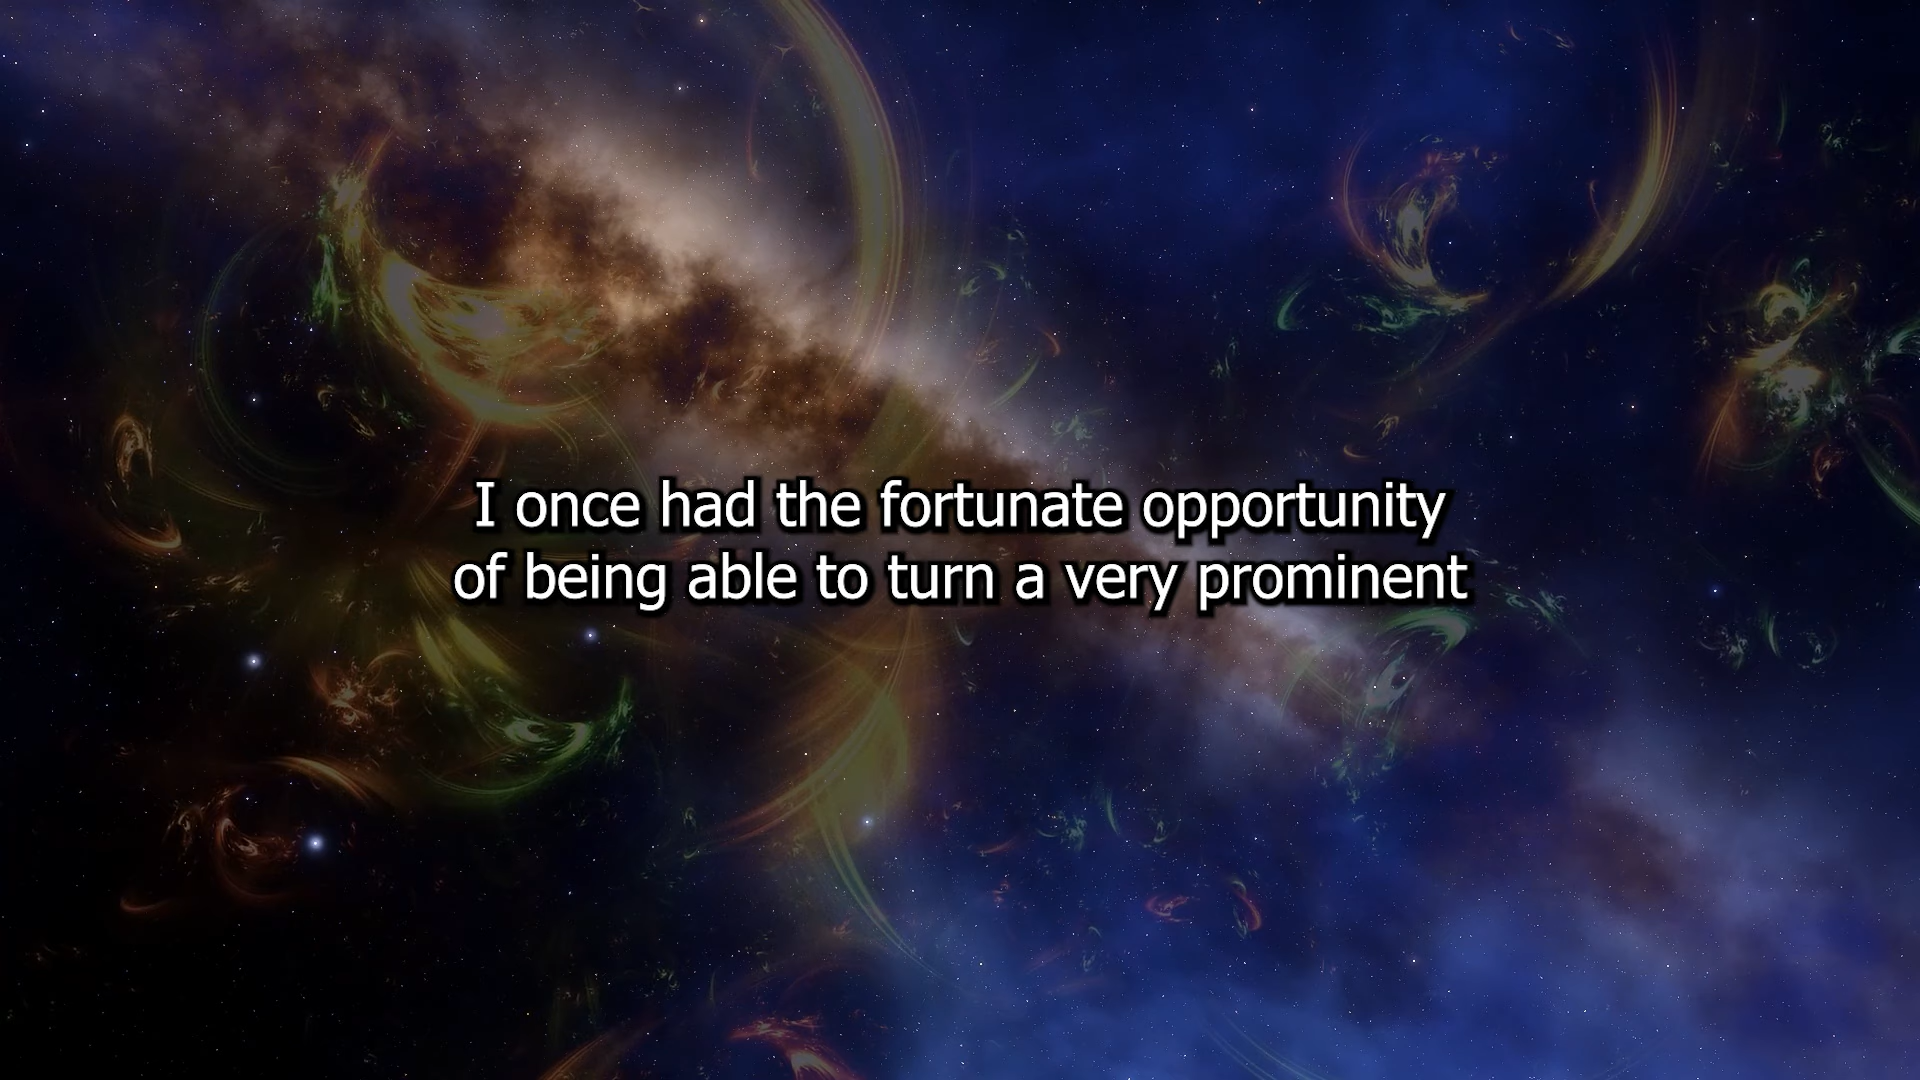 I once had the fortunate opportunity
of being able to turn a very prominent